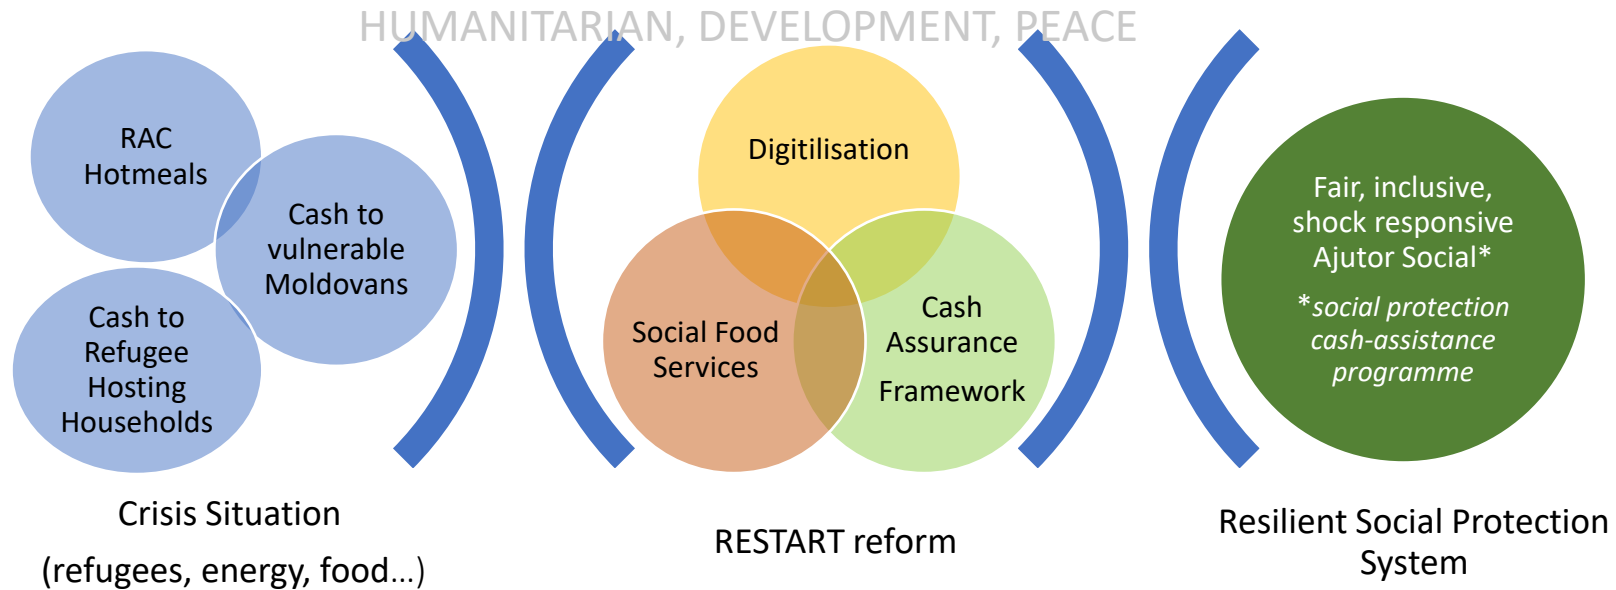 HUMANITARIAN, DEVELOPMENT, PEACE
RAC
Hotmeals
Cash to
vulnerable
Moldovans
Cash to
Refugee
Hosting
Households
Crisis Situation
(refugees, energy, food...)
Digitilisation
Social Food
Services
Cash
Assurance
Framework
RESTART reform
Fair, inclusive,
shock responsive
Ajutor Social*
*social protection
cash-assistance
programme
Resilient Social Protection
System